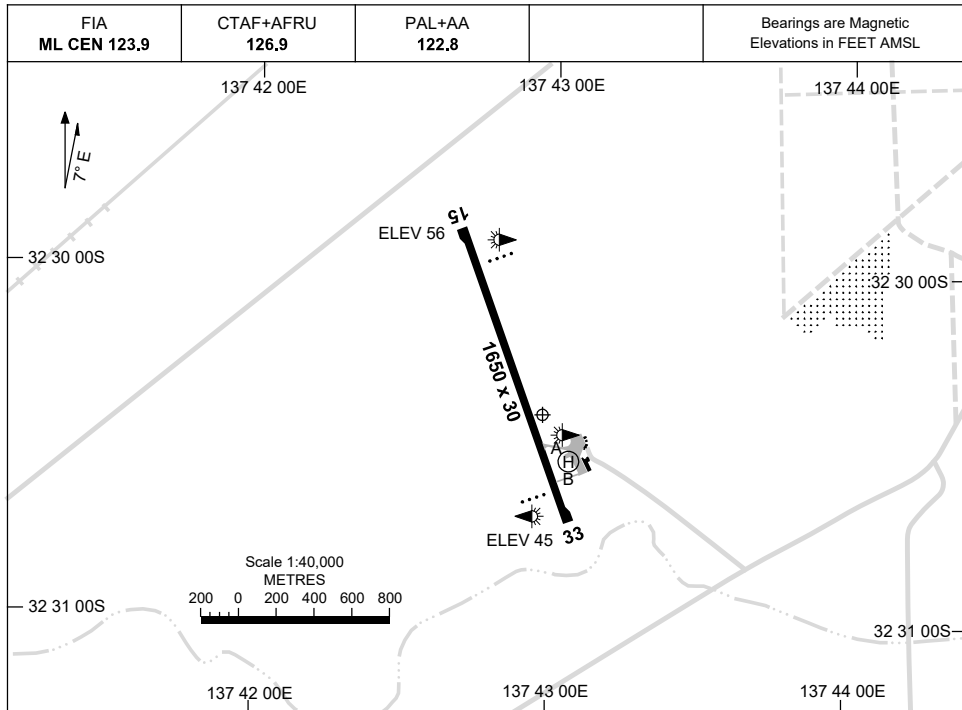 FIA
ML CEN 123.9
CTAF+AFRU
126.9
PAL+AA
122.8
Bearings are Magnetic
Elevations in FEET AMSL
137 42 00E
137 43 00E
137 44 00E
7° E
15
ELEV 56
32 30 00S
32 30 00S
1650 x 30
A
H
B
ELEV 45
33
Scale 1:40,000
METRES
200 0 200 400 600 800
32 31 00S
32 31 00S
137 42 00E
137 43 00E
137 44 00E